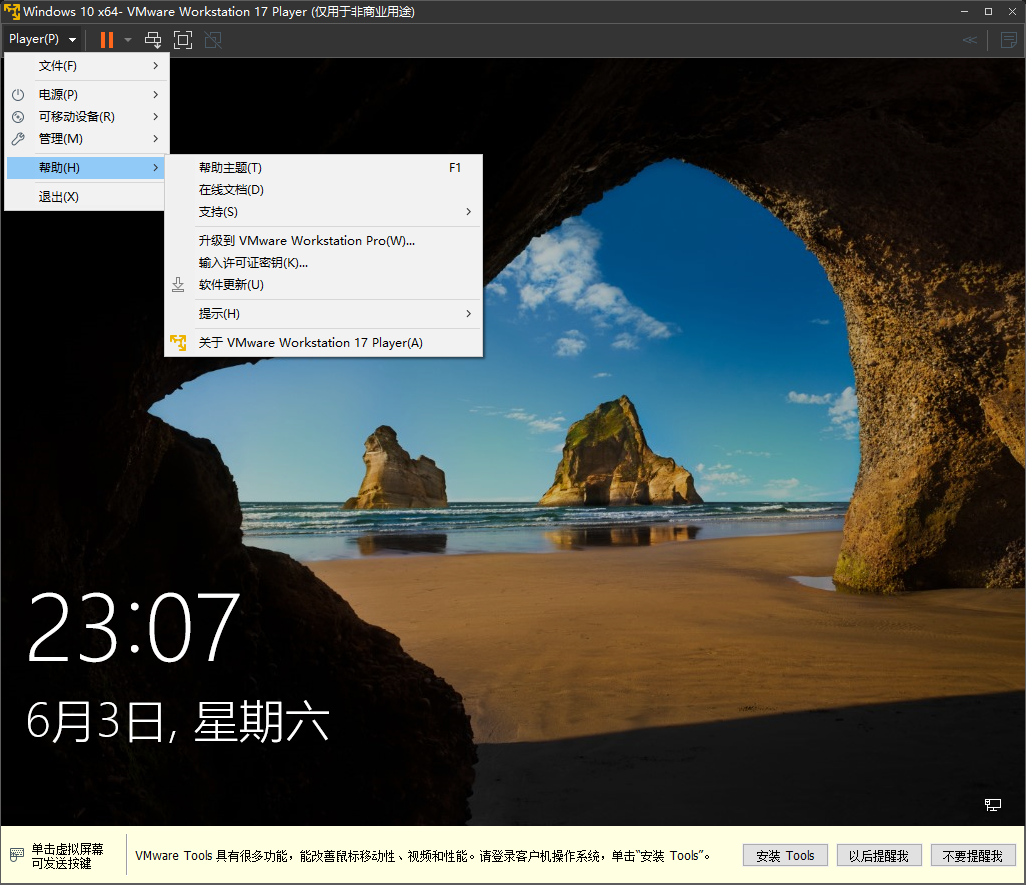 Windows 10 x64- VMware Workstation 17 Player (仅用于非商业用途)
Player(P)
文件(F)
电源(P)
可移动设备(R)
管理(M)
帮助(H)
退出(X)
帮助主题(T) F1
在线文档(D)
支持(S)
升级到 VMware Workstation Pro(W)...
输入许可证密钥(K)...
软件更新(U)
提示(H)
关于 VMware Workstation 17 Player(A)
23:07
6月3日, 星期六
单击虚拟屏幕
可发送按键
VMware Tools 具有很多功能，能改善鼠标移动性、视频和性能。请登录客户机操作系统，单击“安装 Tools”。
安装 Tools
以后提醒我
不要提醒我